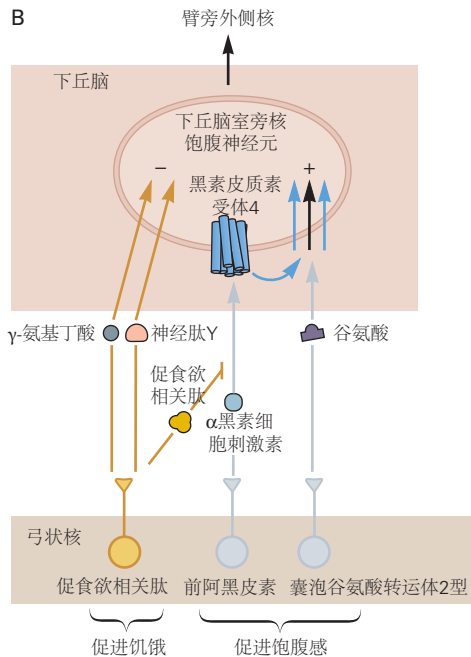 B
臂旁外侧核
下丘脑
下丘脑室旁核
饱腹神经元
−
+
黑素皮质素
受体4
γ-氨基丁酸
神经肽Y
谷氨酸
促食欲
相关肽
α黑素细
胞刺激素
弓状核
促食欲相关肽
前阿黑皮素
囊泡谷氨酸转运体2型
促进饥饿
促进饱腹感